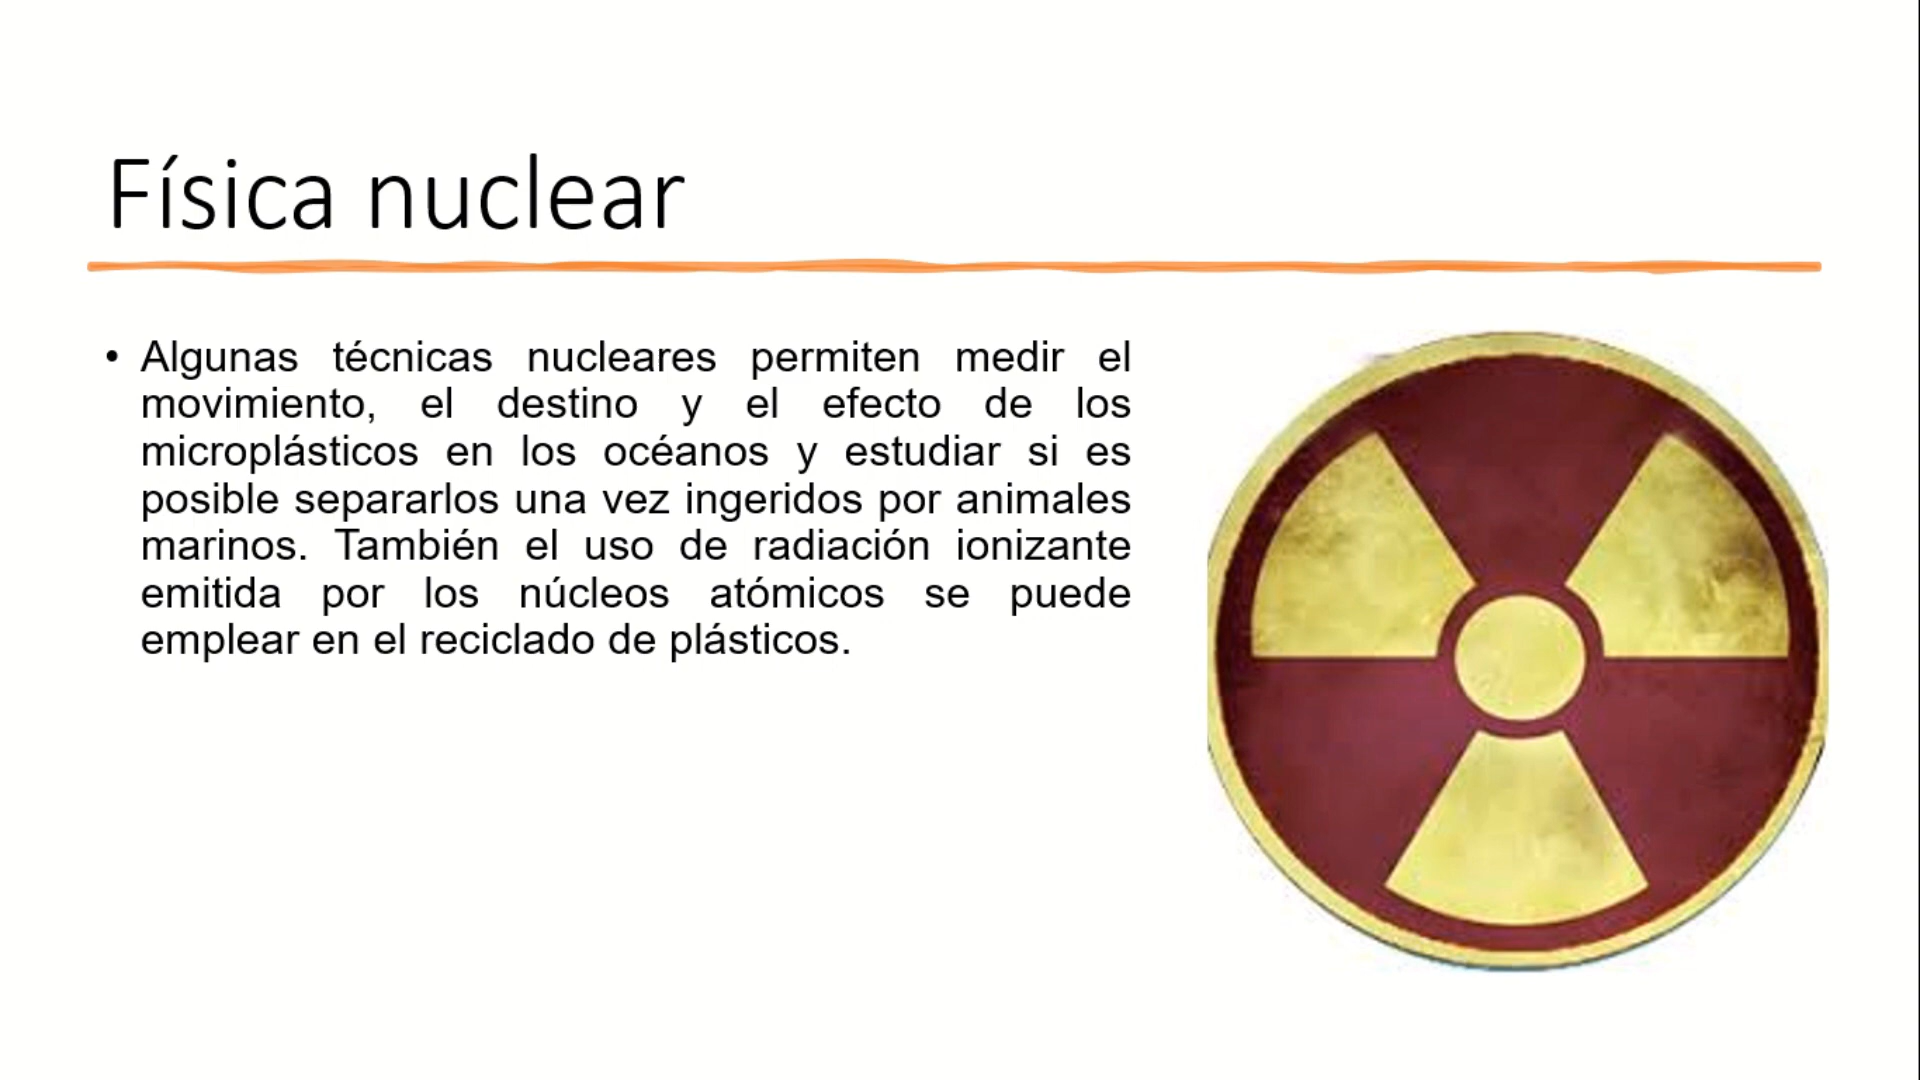 Física nuclear
• Algunas técnicas nucleares permiten medir el
movimiento, el destino y el efecto de los
microplásticos en los océanos y estudiar si es
posible separarlos una vez ingeridos por animales
marinos. También el uso de radiación ionizante
emitida por los núcleos atómicos se puede
emplear en el reciclado de plásticos.